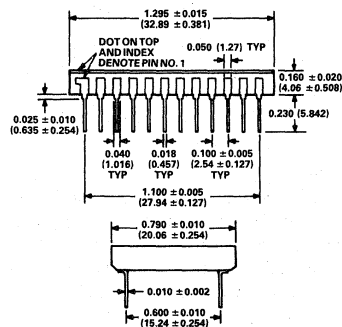 1.295 ±0.015
(32.89 ±0.381)
DOT ON TOP
AND INDEX
DENOTE PIN NO. 1
0.050 (1.27) TYP
0.160 ±0.020
(4.06 ±0.508)
0.025 ±0.010
(0.635 ±0.254)
0.230 (5.842)
0.040
(1.016)
TYP
0.018
(0.457)
TYP
0.100 ±0.005
(2.54 ±0.127)
TYP
1.100 ±0.005
(27.94 ±0.127)
0.790 ±0.010
(20.06 ±0.254)
0.010 ±0.002
0.600 ±0.010
(15.24 ±0.254)